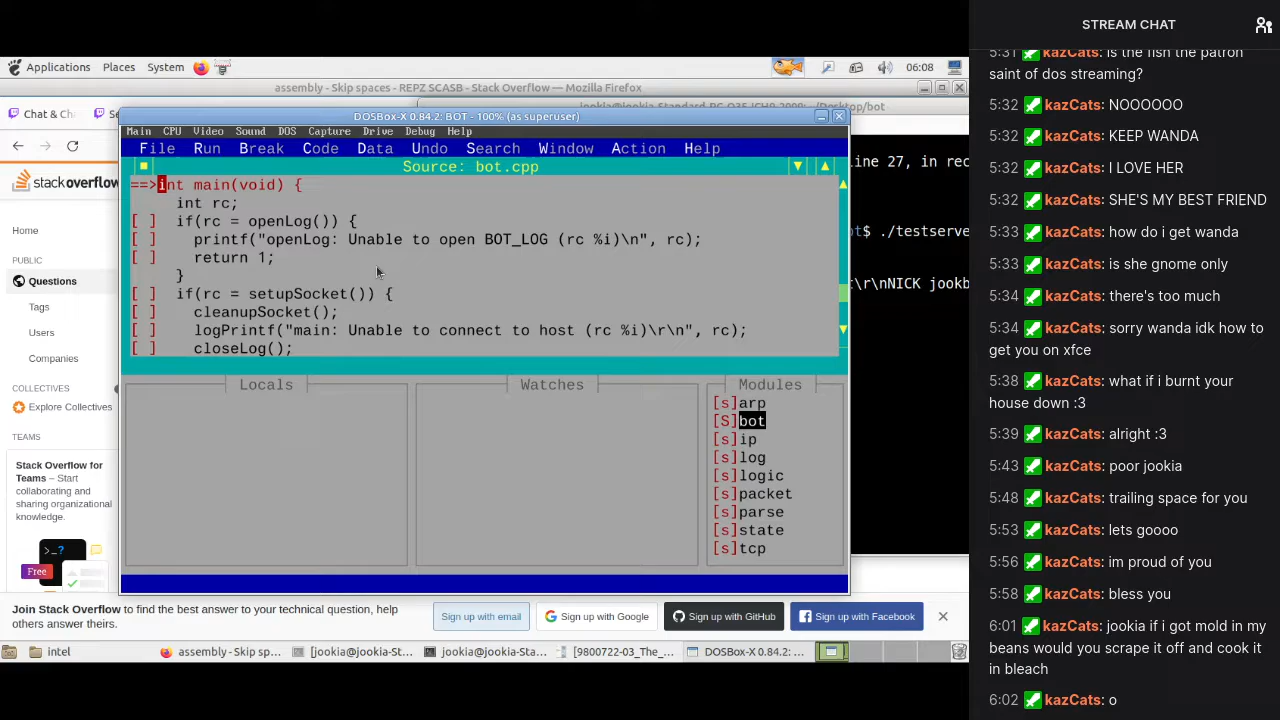 STREAM CHAT
5:31 kazCats: is the fish the patron
saint of dos streaming?
5:32 kazCats: NOOOOOO
5:32 kazCats: KEEP WANDA
5:32 kazCats: I LOVE HER
5:32 kazCats: SHE'S MY BEST FRIEND
5:33 kazCats: how do i get wanda
5:33 kazCats: is she gnome only
5:34 kazCats: there's too much
5:34 kazCats: sorry wanda idk how to
get you on xfce
5:38 kazCats: what if i burnt your
house down :3
5:39 kazCats: alright :3
5:43 kazCats: poor jookia
5:48 kazCats: trailing space for you
5:53 kazCats: lets goooo
5:56 kazCats: im proud of you
5:58 kazCats: bless you
6:01 kazCats: jookia if i got mold in my
beans would you scrape it off and cook it
in bleach
6:02 kazCats: o
Applications Places System 06:08
assembly - Skip spaces - REPZ SCASB - Stack Overflow — Mozilla Firefox
Chat & C
jookia@jookia-Standard-PC-Q35-ICH9-2009: ~/Desktop/bot
DOSBox-X 0.84.2: BOT - 100% (as superuser)
Main CPU Video Sound DOS Capture Drive Debug Help
File Run Break Code Data Undo Search Window Action Help
Source: bot.cpp
==>int main(void) {
int rc;
[ ] if(rc = openLog()) {
[ ] printf("openLog: Unable to open BOT_LOG (rc %i)\n", rc);
[ ] return 1;
}
[ ] if(rc = setupSocket()) {
[ ] cleanupSocket();
[ ] logPrintf("main: Unable to connect to host (rc %i)\r\n", rc);
[ ] closeLog();
Locals
Watches
Modules
[s]arp
[S]bot
[s]ip
[s]log
[s]logic
[s]packet
[s]parse
[s]state
[s]tcp
line 27, in rec
ot$ ./testserve
\r\nNICK jookb
stackoverflow
Home
PUBLIC
Questions
Tags
Users
Companies
COLLECTIVES
Explore Collectives
TEAMS
Stack Overflow for
Teams – Start
collaborating and
sharing organizational
knowledge.
>_?
Free
Join Stack Overflow to find the best answer to your technical question, help
others answer theirs.
Sign up with email
Sign up with Google
Sign up with GitHub
Sign up with Facebook
intel
assembly - Skip sp...
[jookia@jookia-St...
jookia@jookia-Sta...
[9800722-03_The_...
DOSBox-X 0.84.2: ...